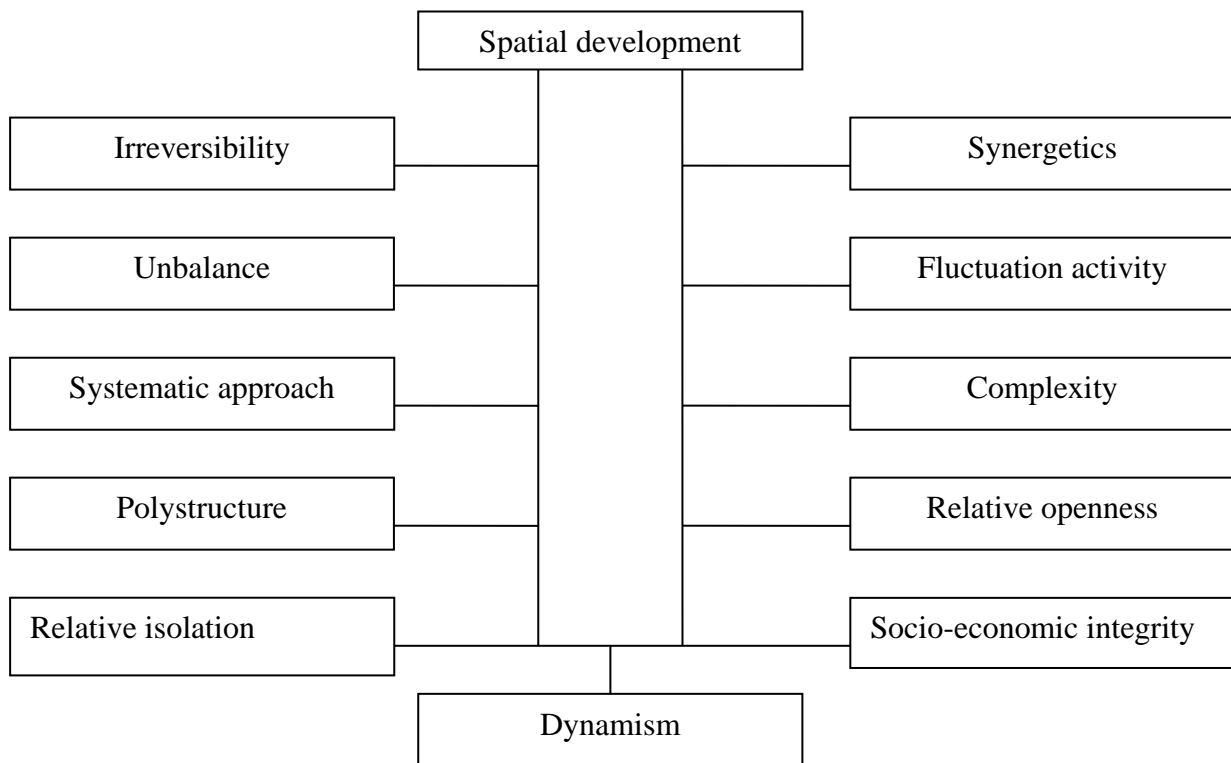 Spatial development
Irreversibility
Synergetics
Unbalance
Fluctuation activity
Systematic approach
Complexity
Polystructure
Relative openness
Relative isolation
Socio-economic integrity
Dynamism